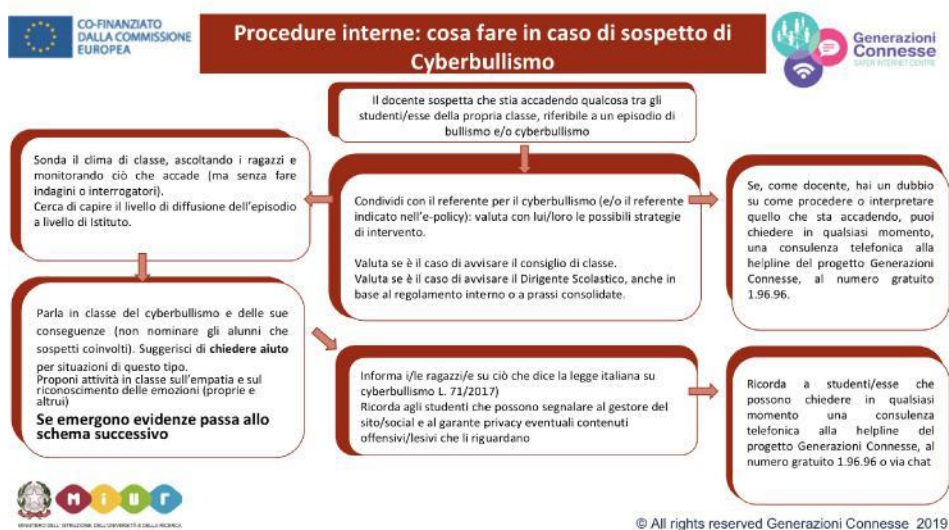 CO-FINANZIATO
DALLA COMMISSIONE
EUROPEA
Procedure interne: cosa fare in caso di sospetto di
Cyberbullismo
Generazioni
Connesse
SAFER INTERNET CENTRE
Il docente sospetta che stia accadendo qualcosa tra gli
studenti/esse della propria classe, riferibile a un episodio di
bullismo e/o cyberbullismo
Sonda il clima di classe, ascoltando i ragazzi e
monitorando ciò che accade (ma senza fare
indagini o interrogatori).
Cerca di capire il livello di diffusione dell'episodio
a livello di Istituto.
Condividi con il referente per il cyberbullismo (e/o il referente
indicato nell'e-policy): valuta con lui/loro le possibili strategie
di intervento.
Valuta se è il caso di avvisare il consiglio di classe.
Valuta se è il caso di avvisare il Dirigente Scolastico, anche in
base al regolamento interno o a prassi consolidate.
Se, come docente, hai un dubbio
su come procedere o interpretare
quello che sta accadendo, puoi
chiedere in qualsiasi momento,
una consulenza telefonica alla
helpline del progetto Generazioni
Connesse, al numero gratuito
1.96.96.
Parla in classe del cyberbullismo e delle sue
conseguenze (non nominare gli alunni che
sospetti coinvolti). Suggerisci di chiedere aiuto
per situazioni di questo tipo.
Proponi attività in classe sull'empatia e sul
riconoscimento delle emozioni (proprie e
altrui)
Se emergono evidenze passa allo
schema successivo
Informa i/le ragazzi/e su ciò che dice la legge italiana su
cyberbullismo L. 71/2017)
Ricorda agli studenti che possono segnalare al gestore del
sito/social e al garante privacy eventuali contenuti
offensivi/lesivi che li riguardano
Ricorda a studenti/esse che
possono chiedere in qualsiasi
momento una consulenza
telefonica alla helpline del
progetto Generazioni Connesse, al
numero gratuito 1.96.96 o via chat
miur
MINISTERO DELL'ISTRUZIONE DELL'UNIVERSITÀ E DELLA RICERCA
© All rights reserved Generazioni Connesse 2019